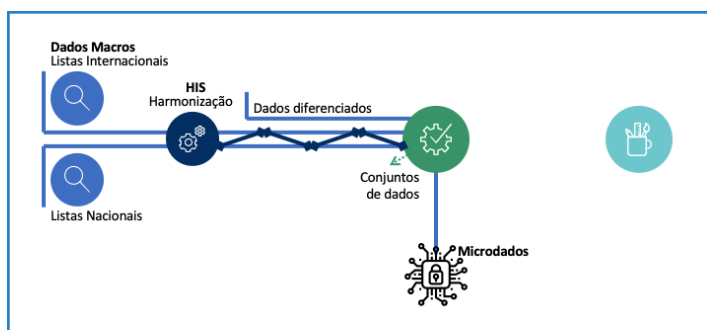 Dados Macros
Listas Internacionais
HIS
Harmonização
Dados diferenciados
Conjuntos
de dados
Listas Nacionais
Microdados